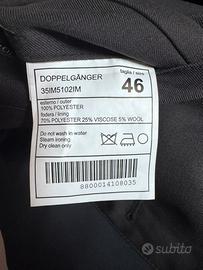 DOPPELGÄNGER
35IM5102IM
taglia / size
46
esterno / outer
100% POLYESTER
fodera / lining
70% POLYESTER 25% VISCOSE 5% WOOL
Do not wash in water
Steam ironing
Dry clean only
8800014108035
subito